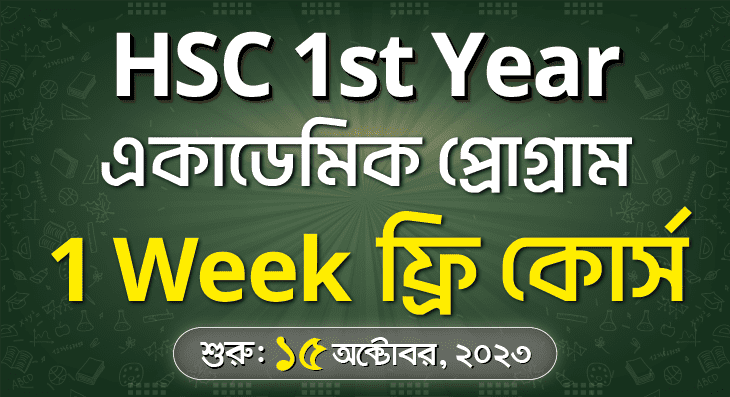 HSC 1st Year
একাডেমিক প্রোগ্রাম
1 Week ফ্রি কোর্স
শুরু: ১৫ অক্টোবর, ২০২৩